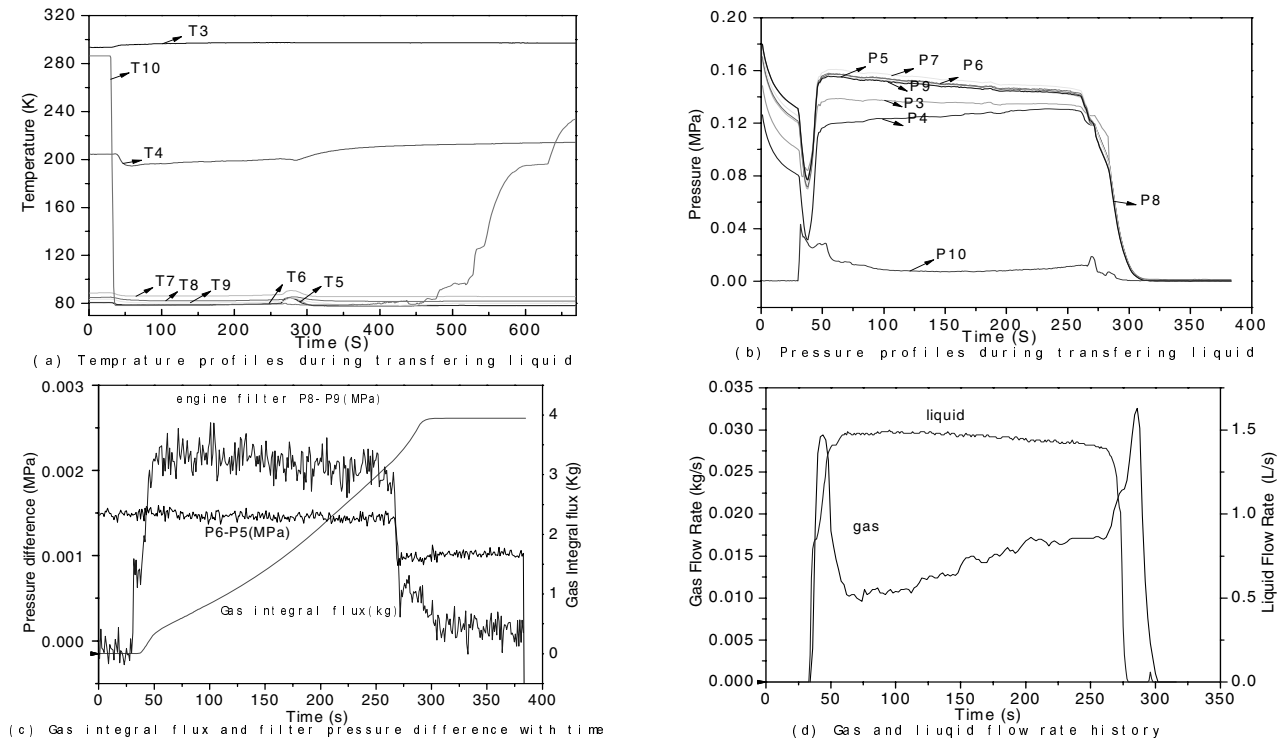 320
280
240
200
160
120
80
Temperature (K)
T3
T10
T4
T7
T8
T9
T6
T5
0
100
200
300
400
500
600
Time (S)
(a) Temprature profiles during transfering liquid
0.20
0.16
0.12
0.08
0.04
0.00
Pressure (MPa)
P5
P7
P6
P9
P3
P4
P8
P10
0
50
100
150
200
250
300
350
400
Time (S)
(b) Pressure profiles during transfering liquid
0.003
0.002
0.001
0.000
Pressure difference (MPa)
engine filter P8-P9(MPa)
P6-P5(MPa)
Gas integral flux(kg)
4
3
2
1
0
Gas Integral flux (Kg)
0
50
100
150
200
250
300
350
400
Time (s)
(c) Gas integral flux and filter pressure difference with time
0.035
0.030
0.025
0.020
0.015
0.010
0.005
0.000
Gas Flow Rate (kg/s)
liquid
gas
1.5
1.0
0.5
0.0
Liquid Flow Rate (L/s)
0
50
100
150
200
250
300
350
Time (s)
(d) Gas and liuqid flow rate history